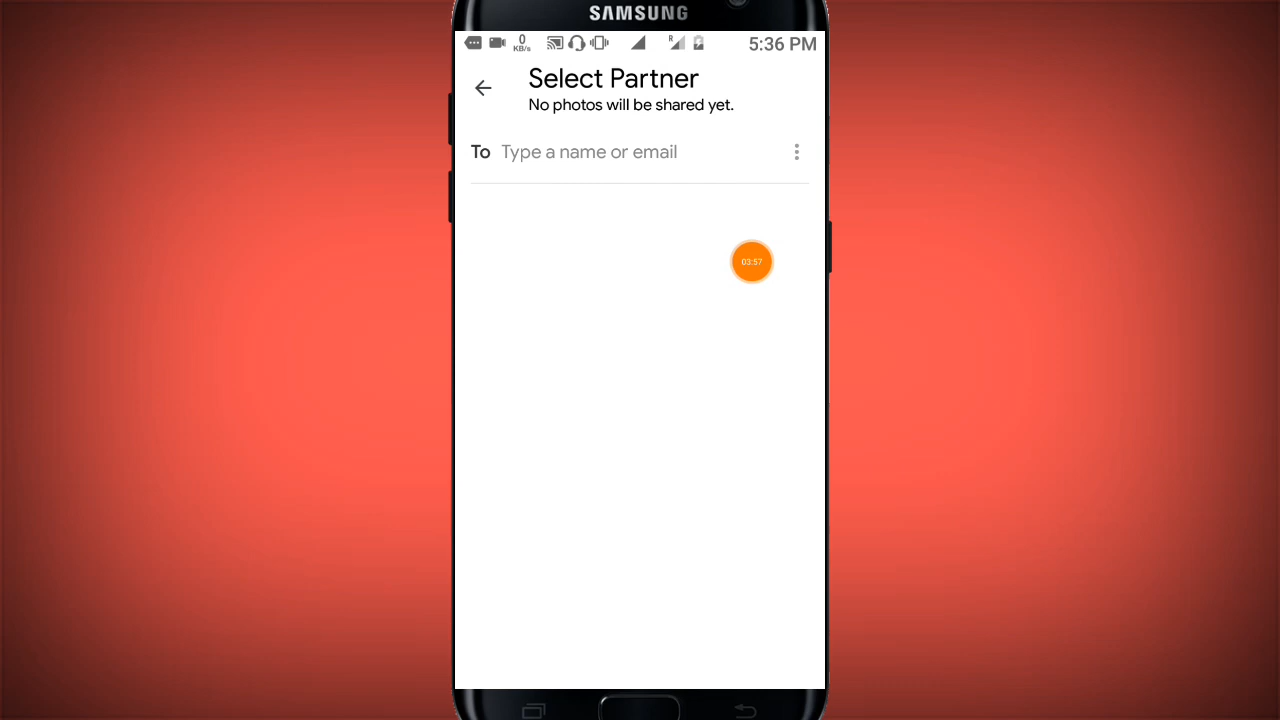 SAMSUNG
0 KB/s R 5:36 PM
Select Partner
No photos will be shared yet.
To Type a name or email
03:57